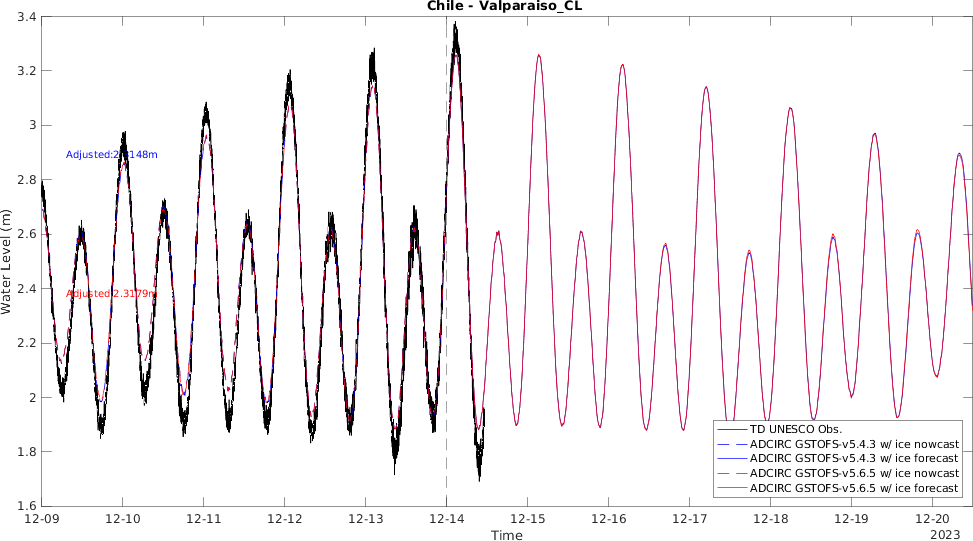 Chile - Valparaiso_CL
3.4
3.2
3
2.8
2.6
2.4
2.2
2
1.8
1.6
Water Level (m)
Adjusted:2.3148m
Adjusted:2.3179m
TD UNESCO Obs.
ADCIRC GSTOFS-v5.4.3 w/ ice nowcast
ADCIRC GSTOFS-v5.4.3 w/ ice forecast
ADCIRC GSTOFS-v5.6.5 w/ ice nowcast
ADCIRC GSTOFS-v5.6.5 w/ ice forecast
12-09 12-10 12-11 12-12 12-13 12-14 12-15 12-16 12-17 12-18 12-19 12-20
Time
2023